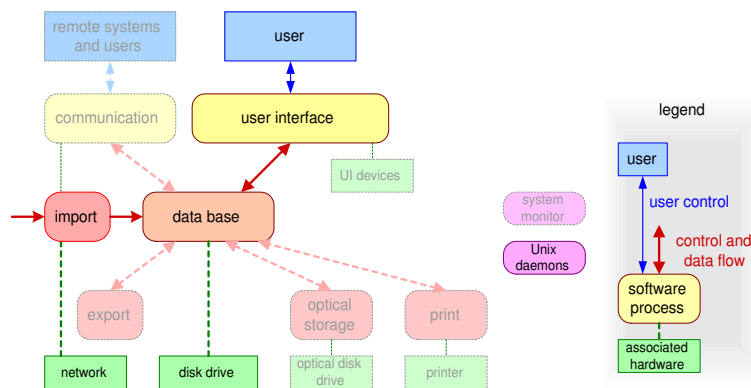 remote systems
and users
user
communication
user interface
UI devices
import
data base
system
monitor
Unix
daemons
export
optical
storage
print
network
disk drive
optical disk
drive
printer
legend
user
user control
control and
data flow
software
process
associated
hardware